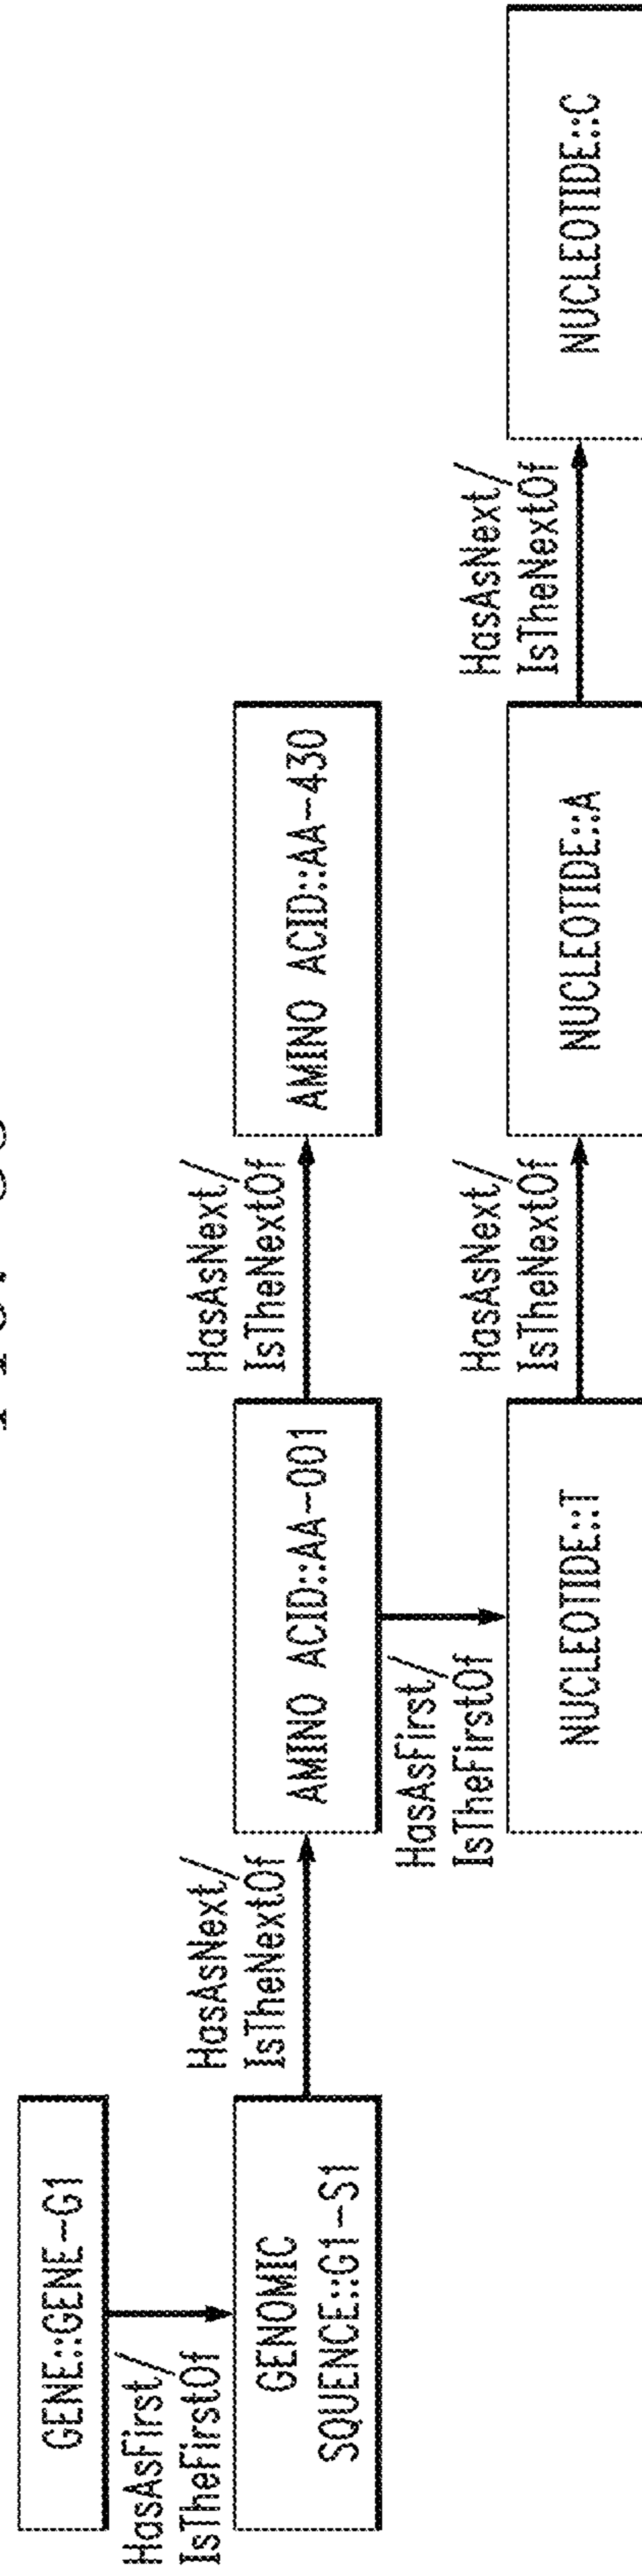 GENE::GENE-G1
HasAsFirst/
IsTheFirstOf
GENOMIC
SQUENCE::G1-S1
HasAsNext/
IsTheNextOf
AMINO ACID::AA-001
HasAsNext/
IsTheNextOf
AMINO ACID::AA-430
HasAsFirst/
IsTheFirstOf
NUCLEOTIDE::T
HasAsNext/
IsTheNextOf
NUCLEOTIDE::A
HasAsNext/
IsTheNextOf
NUCLEOTIDE::C